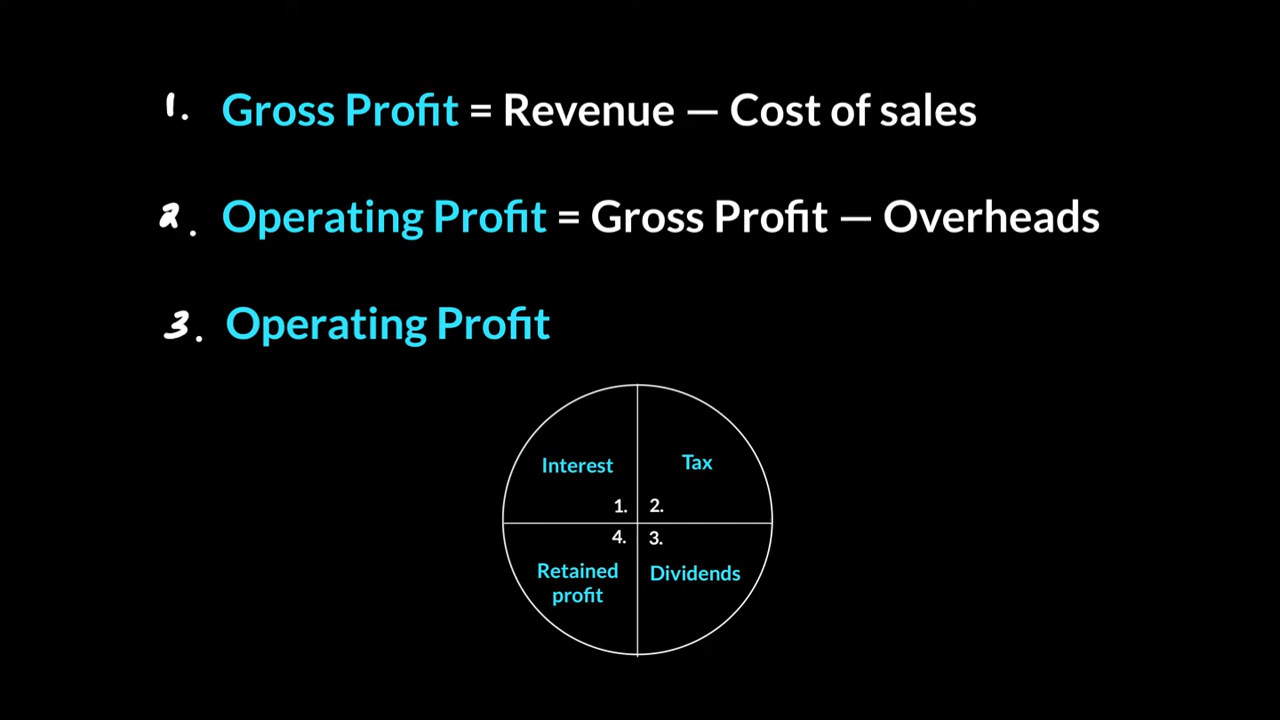 1. Gross Profit = Revenue — Cost of sales
2. Operating Profit = Gross Profit — Overheads
3. Operating Profit
Interest
Tax
1.
2.
4.
3.
Retained
profit
Dividends